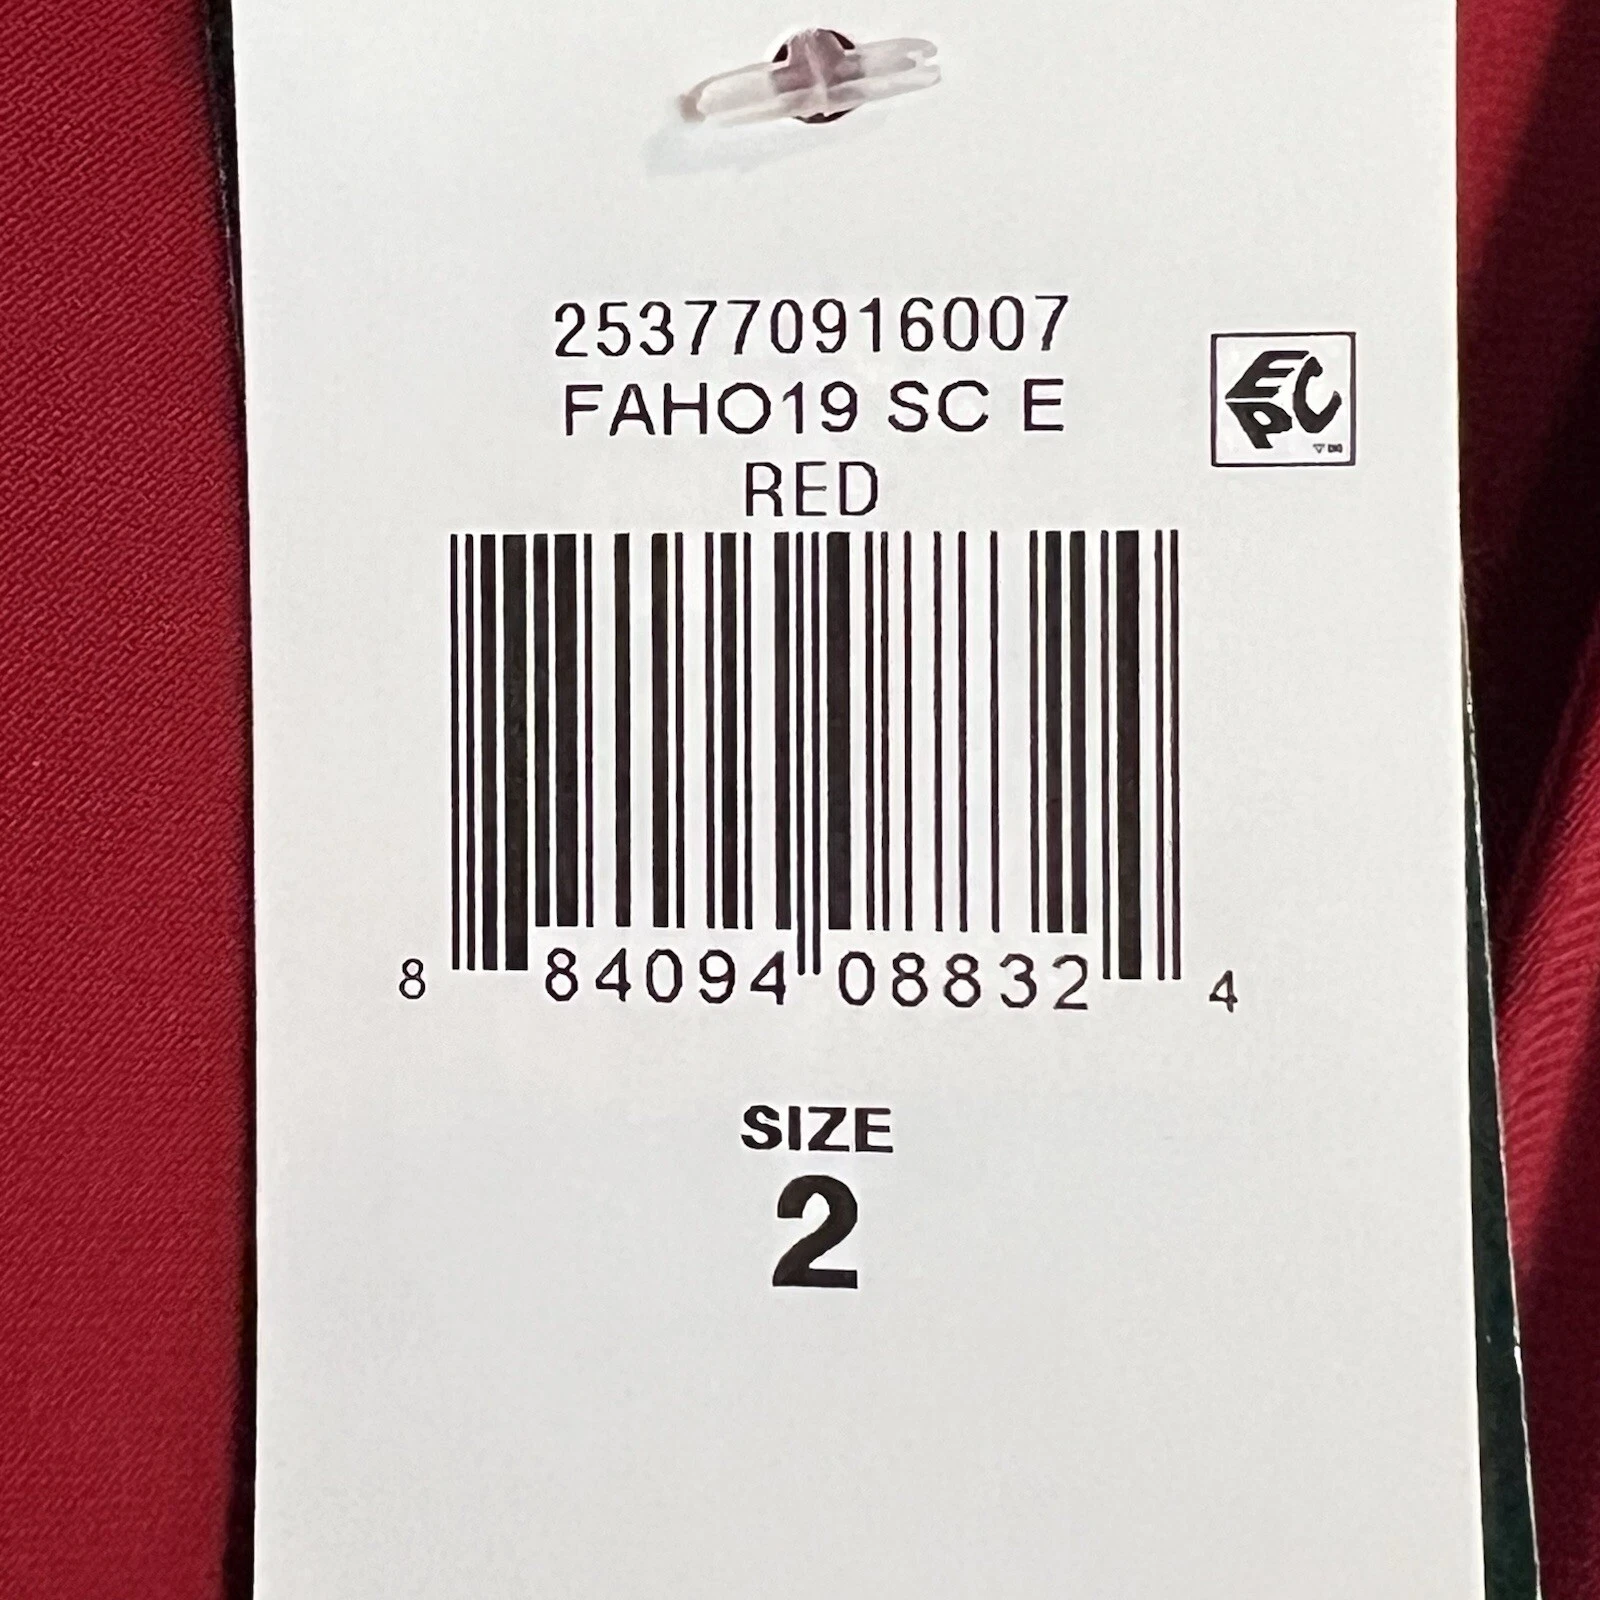 253770916007
FAHO19 SC E
RED
EPC
8 84094 08832 4
SIZE
2